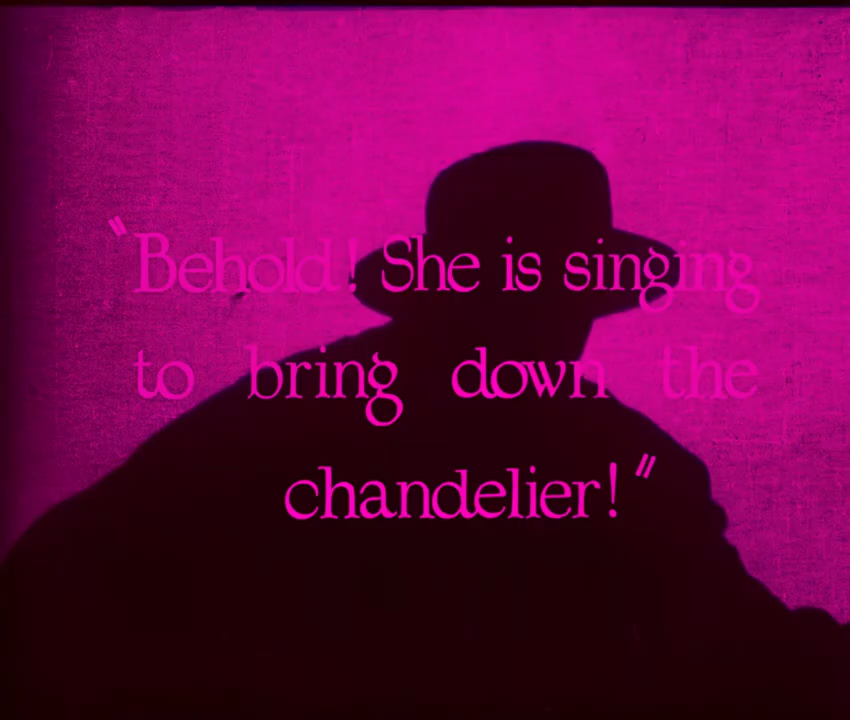 "Behold! She is singing
to bring down the
chandelier!"